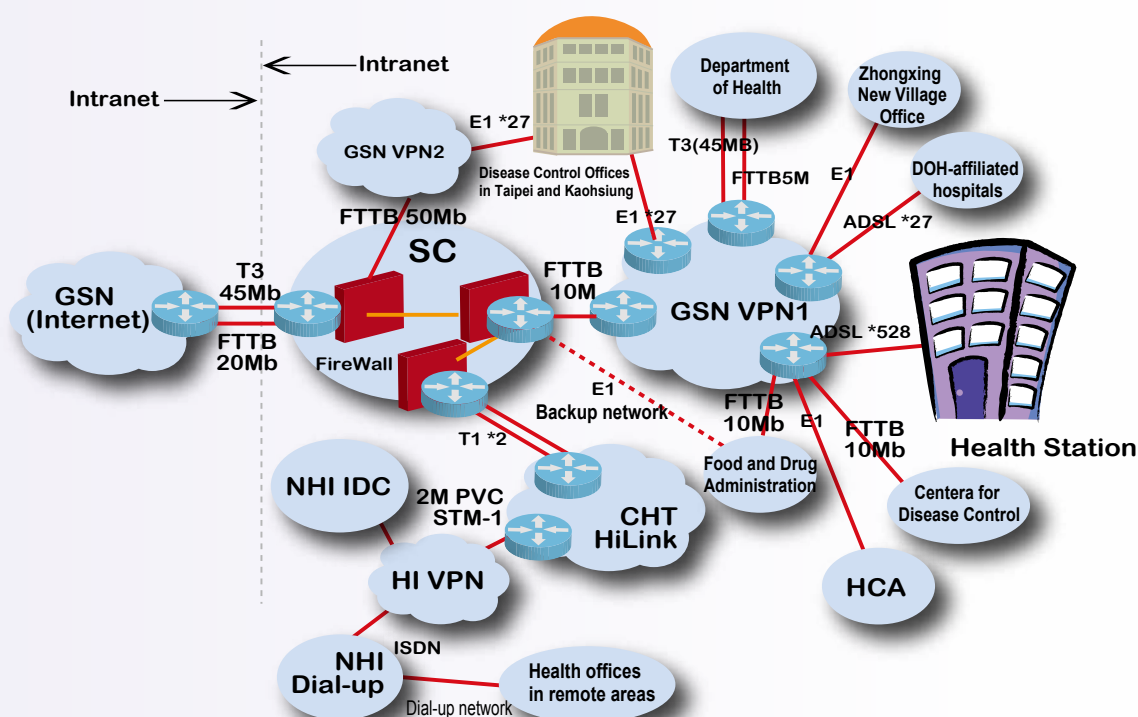 Intranet
Intranet
E1 *27
GSN VPN2
Disease Control Offices
in Taipei and Kaohsiung
Department
of Health
Zhongxing
New Village
Office
T3(45MB)
FTTB5M
E1
DOH-affiliated
hospitals
ADSL *27
E1 *27
FTTB 50Mb
SC
T3
45Mb
GSN
(Internet)
FTTB
20Mb
FireWall
FTTB
10M
GSN VPN1
ADSL *528
Health Station
E1
Backup network
FTTB
10Mb
E1
FTTB
10Mb
T1 *2
Food and Drug
Administration
Centera for
Disease Control
HCA
NHI IDC
2M PVC
STM-1
CHT
HiLink
HI VPN
ISDN
NHI
Dial-up
Dial-up network
Health offices
in remote areas